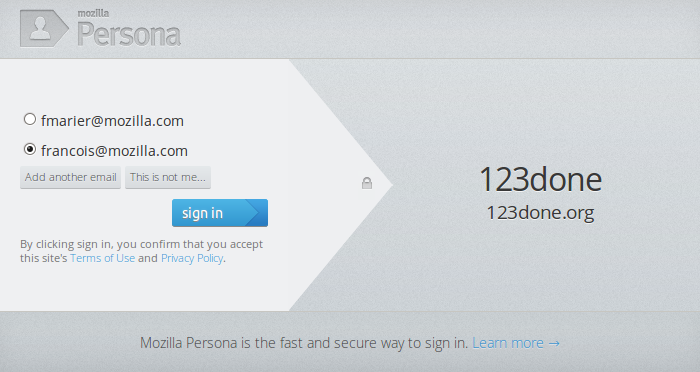 mozilla
Persona
fmarier@mozilla.com
francois@mozilla.com
Add another email This is not me...
sign in
By clicking sign in, you confirm that you accept
this site's Terms of Use and Privacy Policy.
123done
123done.org
Mozilla Persona is the fast and secure way to sign in. Learn more →